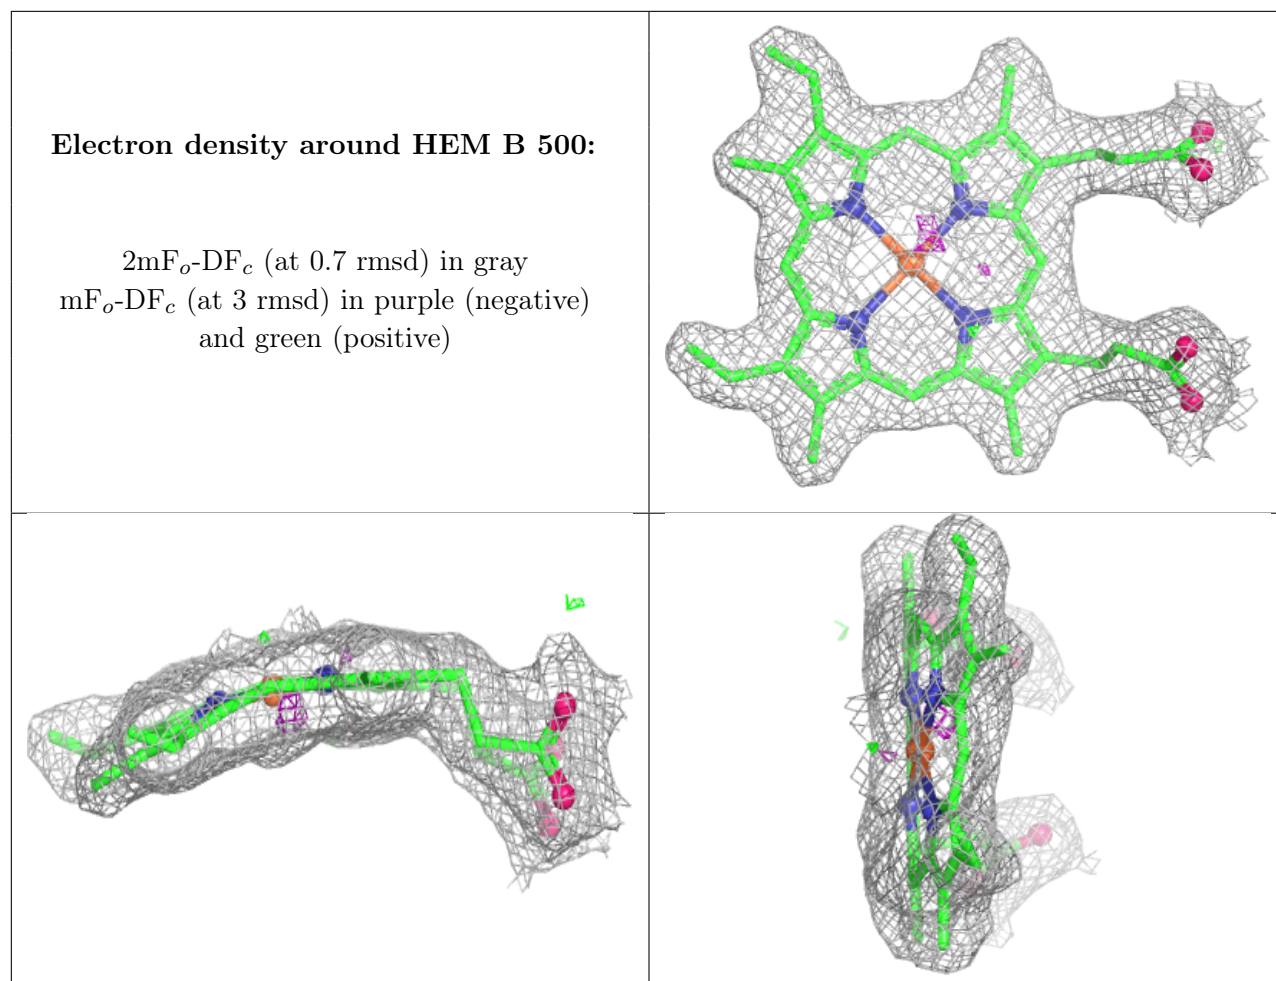 Electron density around HEM B 500:
2mFₒ-DF𝒸 (at 0.7 rmsd) in gray
mFₒ-DF𝒸 (at 3 rmsd) in purple (negative)
and green (positive)